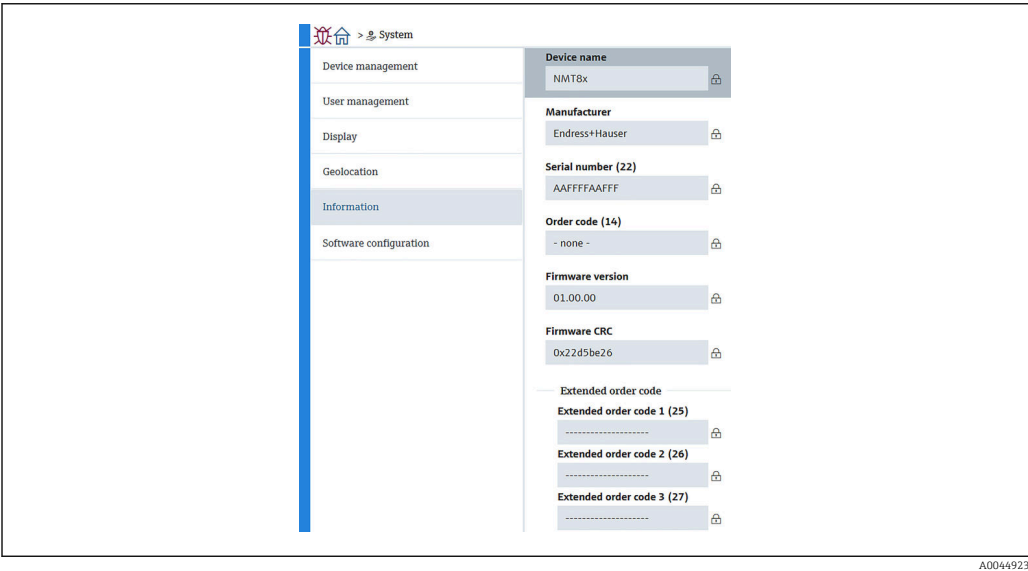 > System
Device management
User management
Display
Geolocation
Information
Software configuration
Device name
NMT8x
Manufacturer
Endress+Hauser
Serial number (22)
AAFFFFAAFFF
Order code (14)
- none -
Firmware version
01.00.00
Firmware CRC
0x22d5be26
Extended order code
Extended order code 1 (25)
--------------------
Extended order code 2 (26)
--------------------
Extended order code 3 (27)
--------------------
A0044923